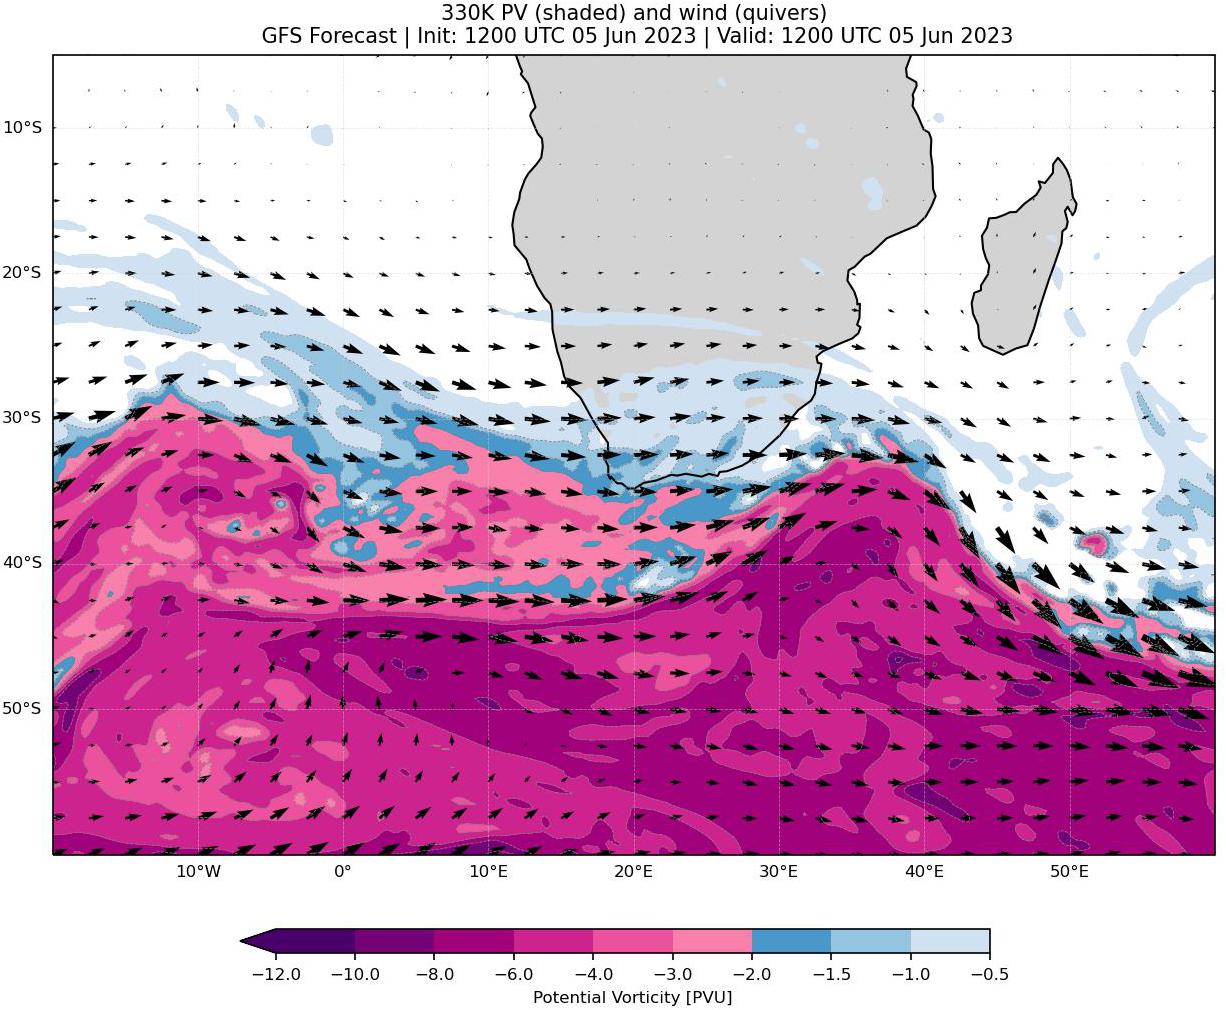 330K PV (shaded) and wind (quivers)
GFS Forecast | Init: 1200 UTC 05 Jun 2023 | Valid: 1200 UTC 05 Jun 2023
10°S
20°S
30°S
40°S
50°S
10°W 0° 10°E 20°E 30°E 40°E 50°E
−12.0 −10.0 −8.0 −6.0 −4.0 −3.0 −2.0 −1.5 −1.0 −0.5
Potential Vorticity [PVU]